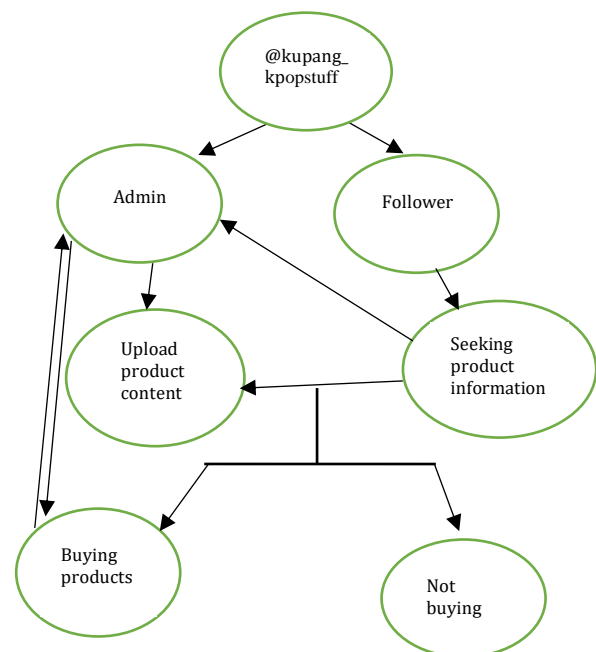 @kupang_
kpopstuff
Admin
Follower
Upload
product
content
Seeking
product
information
Buying
products
Not
buying